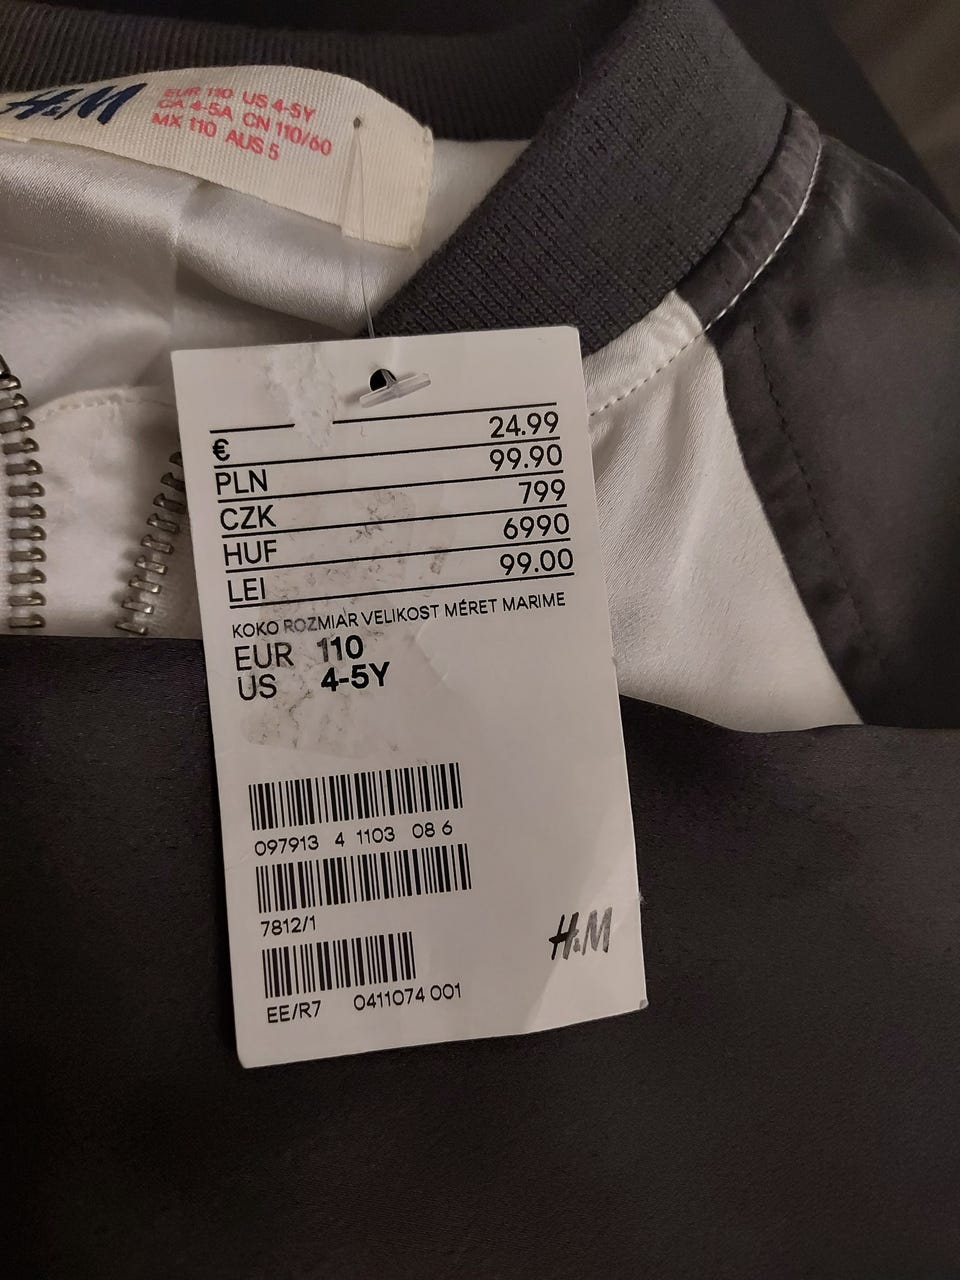 H&M
EUR 110 US 4-5Y
CA 4-5A CN 110/60
MX 110 AUS 5
€ 24.99
PLN 99.90
CZK 799
HUF 6990
LEI 99.00
KOKO ROZMIAR VELIKOST MÉRET MARIME
EUR 110
US 4-5Y
097913 4 1103 08 6
7812/1
H&M
EE/R7 0411074 001